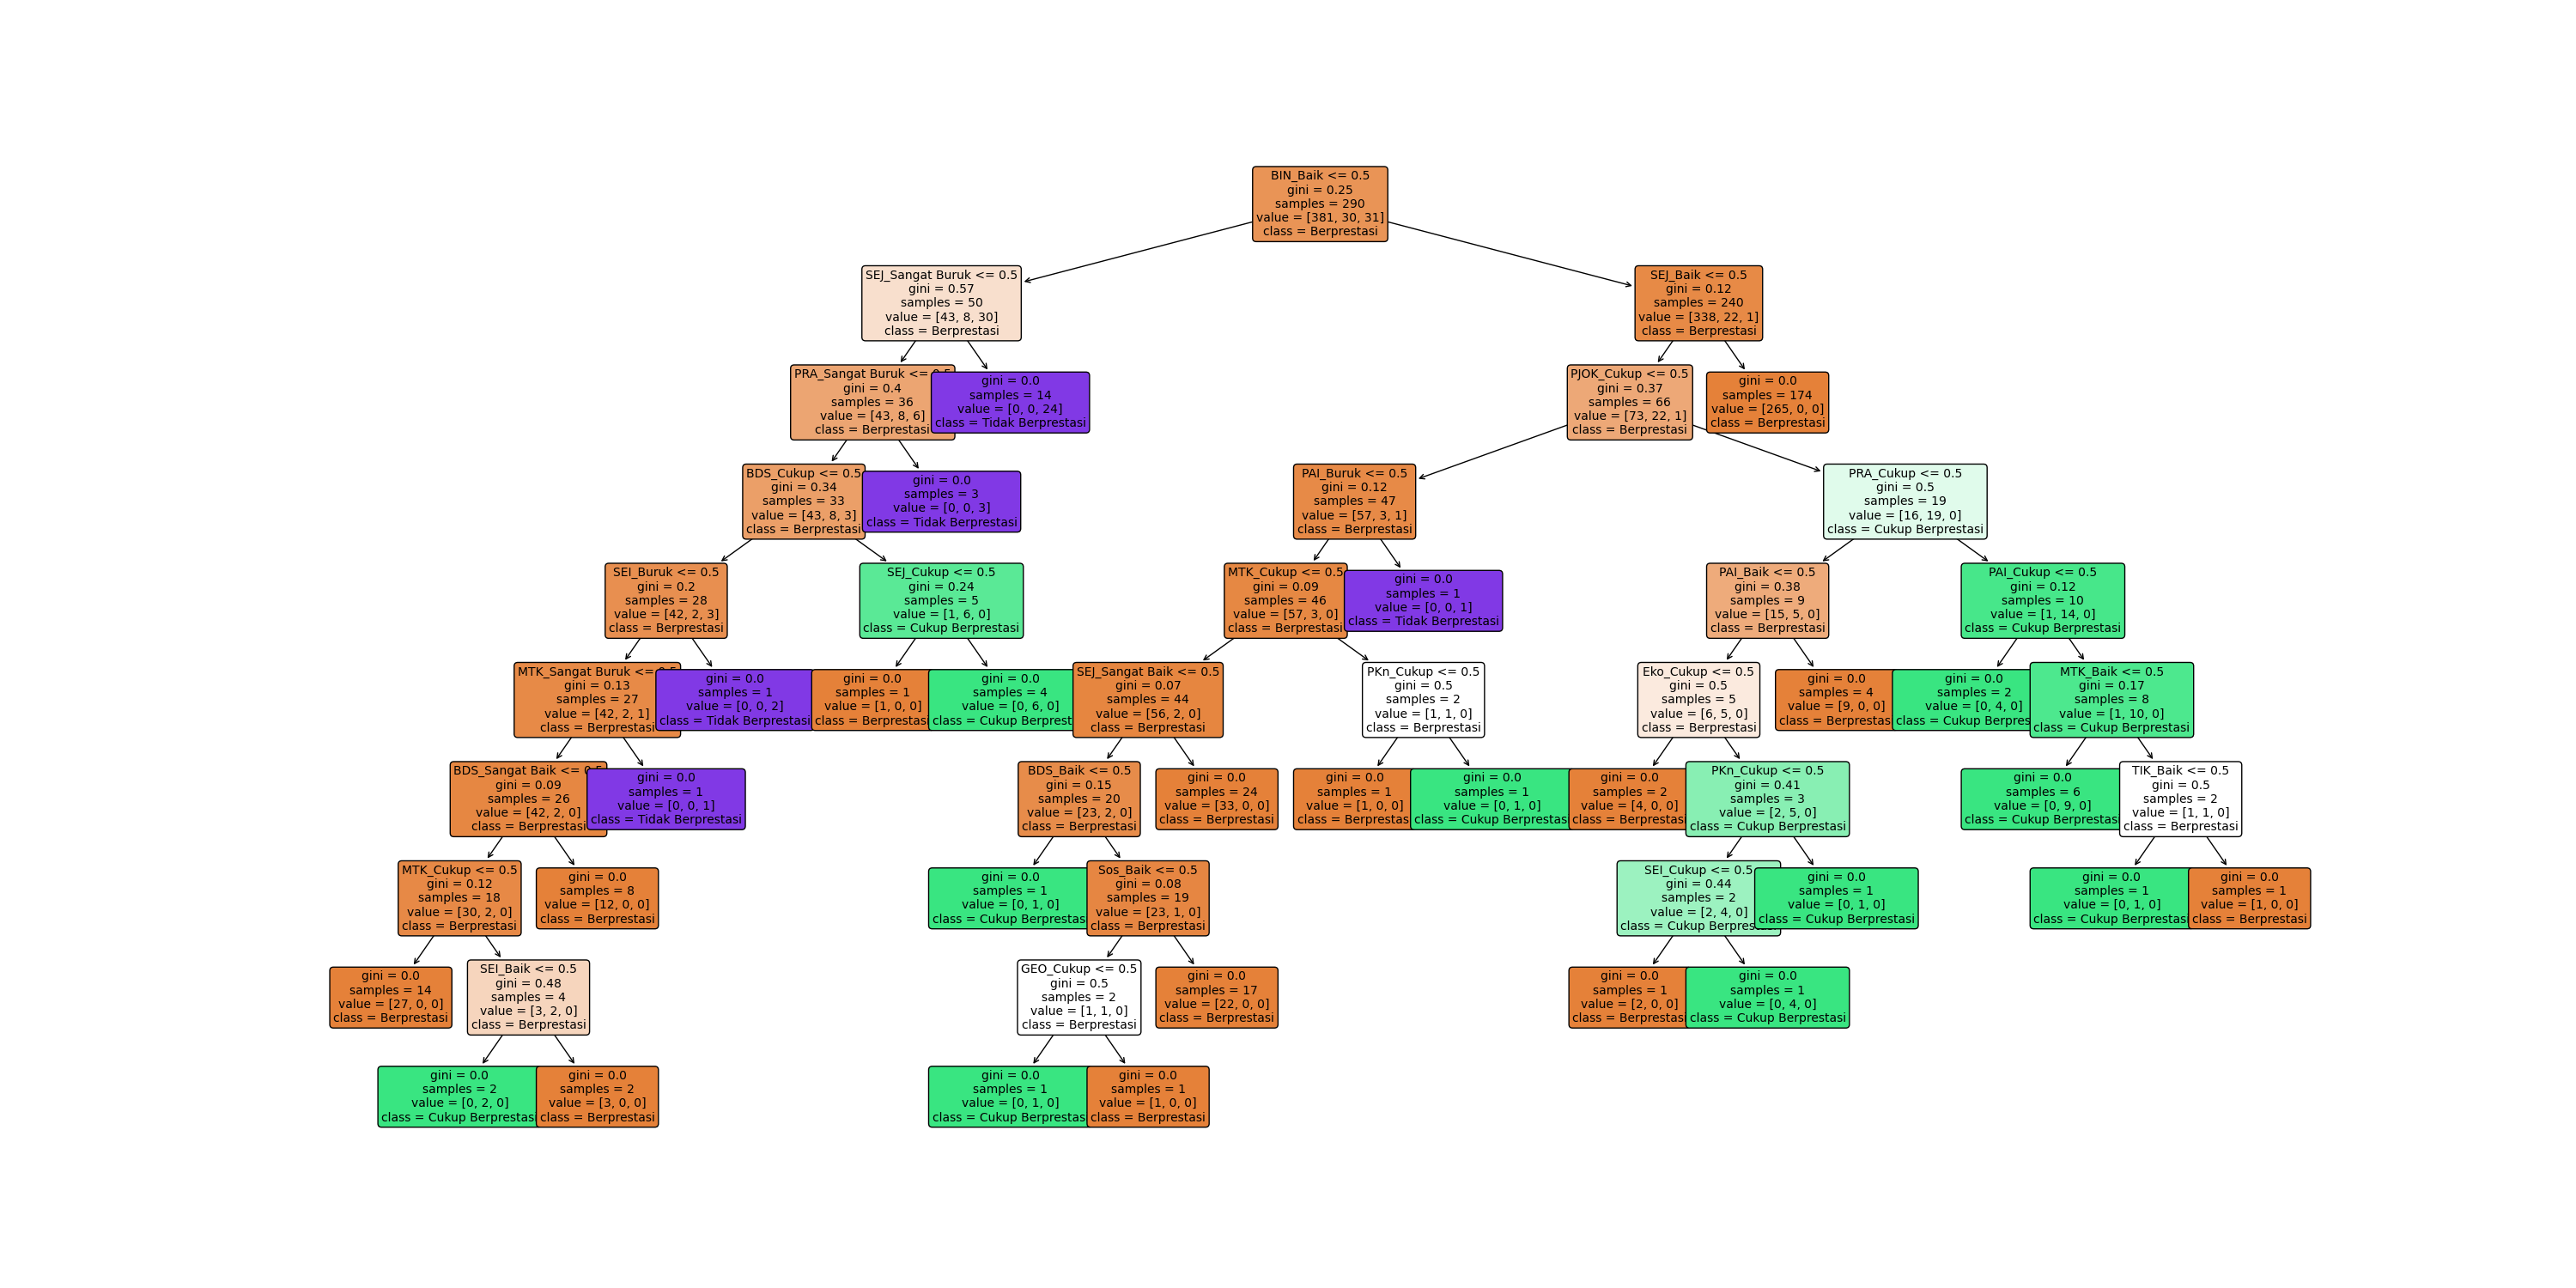 BIN_Baik <= 0.5
gini = 0.25
samples = 290
value = [381, 30, 31]
class = Berprestasi
SEJ_Sangat Buruk <= 0.5
gini = 0.57
samples = 50
value = [43, 8, 30]
class = Berprestasi
SEJ_Baik <= 0.5
gini = 0.12
samples = 240
value = [338, 22, 1]
class = Berprestasi
PRA_Sangat Buruk <= 0.5
gini = 0.4
samples = 36
value = [43, 8, 6]
class = Berprestasi
gini = 0.0
samples = 14
value = [0, 0, 24]
class = Tidak Berprestasi
PJOK_Cukup <= 0.5
gini = 0.37
samples = 66
value = [73, 22, 1]
class = Berprestasi
gini = 0.0
samples = 174
value = [265, 0, 0]
class = Berprestasi
BDS_Cukup <= 0.5
gini = 0.34
samples = 33
value = [43, 8, 3]
class = Berprestasi
gini = 0.0
samples = 3
value = [0, 0, 3]
class = Tidak Berprestasi
PAI_Buruk <= 0.5
gini = 0.12
samples = 47
value = [57, 3, 1]
class = Berprestasi
PRA_Cukup <= 0.5
gini = 0.5
samples = 19
value = [16, 19, 0]
class = Cukup Berprestasi
SEI_Buruk <= 0.5
gini = 0.2
samples = 28
value = [42, 2, 3]
class = Berprestasi
SEJ_Cukup <= 0.5
gini = 0.24
samples = 5
value = [1, 6, 0]
class = Cukup Berprestasi
MTK_Cukup <= 0.5
gini = 0.09
samples = 46
value = [57, 3, 0]
class = Berprestasi
gini = 0.0
samples = 1
value = [0, 0, 1]
class = Tidak Berprestasi
PAI_Baik <= 0.5
gini = 0.38
samples = 9
value = [15, 5, 0]
class = Berprestasi
PAI_Cukup <= 0.5
gini = 0.12
samples = 10
value = [1, 14, 0]
class = Cukup Berprestasi
MTK_Sangat Buruk <= 0.5
gini = 0.13
samples = 27
value = [42, 2, 1]
class = Berprestasi
gini = 0.0
samples = 1
value = [0, 0, 2]
class = Tidak Berprestasi
gini = 0.0
samples = 1
value = [1, 0, 0]
class = Berprestasi
gini = 0.0
samples = 4
value = [0, 6, 0]
class = Cukup Berprest
SEJ_Sangat Baik <= 0.5
gini = 0.07
samples = 44
value = [56, 2, 0]
class = Berprestasi
PKn_Cukup <= 0.5
gini = 0.5
samples = 2
value = [1, 1, 0]
class = Berprestasi
Eko_Cukup <= 0.5
gini = 0.5
samples = 5
value = [6, 5, 0]
class = Berprestasi
gini = 0.0
samples = 4
value = [9, 0, 0]
class = Berprestasi
gini = 0.0
samples = 2
value = [0, 4, 0]
class = Cukup Berpres
MTK_Baik <= 0.5
gini = 0.17
samples = 8
value = [1, 10, 0]
class = Cukup Berprestasi
BDS_Sangat Baik <= 0.5
gini = 0.09
samples = 26
value = [42, 2, 0]
class = Berprestasi
gini = 0.0
samples = 1
value = [0, 0, 1]
class = Tidak Berprestasi
BDS_Baik <= 0.5
gini = 0.15
samples = 20
value = [23, 2, 0]
class = Berprestasi
gini = 0.0
samples = 24
value = [33, 0, 0]
class = Berprestasi
gini = 0.0
samples = 1
value = [1, 0, 0]
class = Berprestasi
gini = 0.0
samples = 1
value = [0, 1, 0]
class = Cukup Berprestasi
gini = 0.0
samples = 2
value = [4, 0, 0]
class = Berprestasi
PKn_Cukup <= 0.5
gini = 0.41
samples = 3
value = [2, 5, 0]
class = Cukup Berprestasi
gini = 0.0
samples = 6
value = [0, 9, 0]
class = Cukup Berprestasi
TIK_Baik <= 0.5
gini = 0.5
samples = 2
value = [1, 1, 0]
class = Berprestasi
MTK_Cukup <= 0.5
gini = 0.12
samples = 18
value = [30, 2, 0]
class = Berprestasi
gini = 0.0
samples = 8
value = [12, 0, 0]
class = Berprestasi
gini = 0.0
samples = 1
value = [0, 1, 0]
class = Cukup Berprestasi
Sos_Baik <= 0.5
gini = 0.08
samples = 19
value = [23, 1, 0]
class = Berprestasi
SEI_Cukup <= 0.5
gini = 0.44
samples = 2
value = [2, 4, 0]
class = Cukup Berprestasi
gini = 0.0
samples = 1
value = [0, 1, 0]
class = Cukup Berprestasi
gini = 0.0
samples = 1
value = [0, 1, 0]
class = Cukup Berprestasi
gini = 0.0
samples = 1
value = [1, 0, 0]
class = Berprestasi
gini = 0.0
samples = 14
value = [27, 0, 0]
class = Berprestasi
SEI_Baik <= 0.5
gini = 0.48
samples = 4
value = [3, 2, 0]
class = Berprestasi
GEO_Cukup <= 0.5
gini = 0.5
samples = 2
value = [1, 1, 0]
class = Berprestasi
gini = 0.0
samples = 17
value = [22, 0, 0]
class = Berprestasi
gini = 0.0
samples = 1
value = [2, 0, 0]
class = Berprestasi
gini = 0.0
samples = 1
value = [0, 4, 0]
class = Cukup Berprestasi
gini = 0.0
samples = 2
value = [0, 2, 0]
class = Cukup Berprestasi
gini = 0.0
samples = 2
value = [3, 0, 0]
class = Berprestasi
gini = 0.0
samples = 1
value = [0, 1, 0]
class = Cukup Berprestasi
gini = 0.0
samples = 1
value = [1, 0, 0]
class = Berprestasi